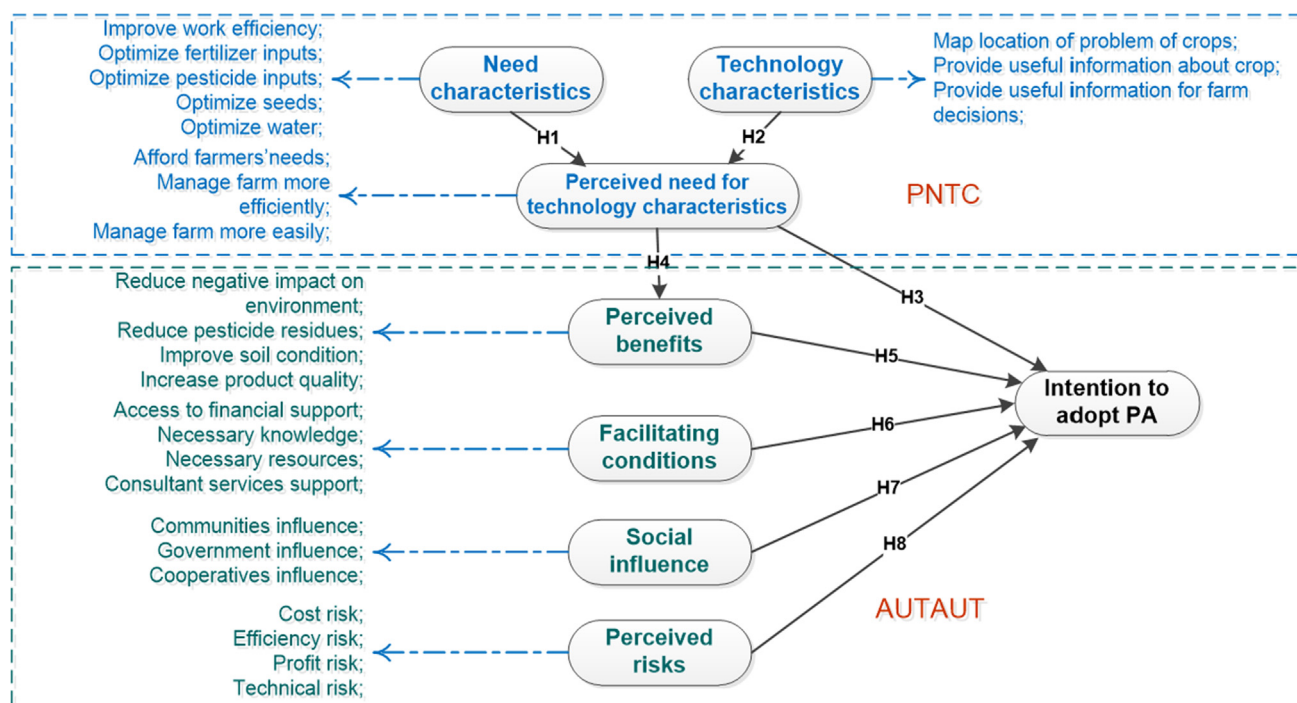 Improve work efficiency;
Optimize fertilizer inputs;
Optimize pesticide inputs;
Optimize seeds;
Optimize water;
Need
characteristics
Technology
characteristics
Map location of problem of crops;
Provide useful information about crop;
Provide useful information for farm
decisions;
H1
H2
Afford farmers'needs;
Manage farm more
efficiently;
Manage farm more easily;
Perceived need for
technology characteristics
PNTC
H4
H3
Reduce negative impact on
environment;
Reduce pesticide residues;
Improve soil condition;
Increase product quality;
Perceived
benefits
H5
Intention to
adopt PA
Access to financial support;
Necessary knowledge;
Necessary resources;
Consultant services support;
Facilitating
conditions
H6
H7
Communities influence;
Government influence;
Cooperatives influence;
Social
influence
H8
AUTAUT
Cost risk;
Efficiency risk;
Profit risk;
Technical risk;
Perceived
risks